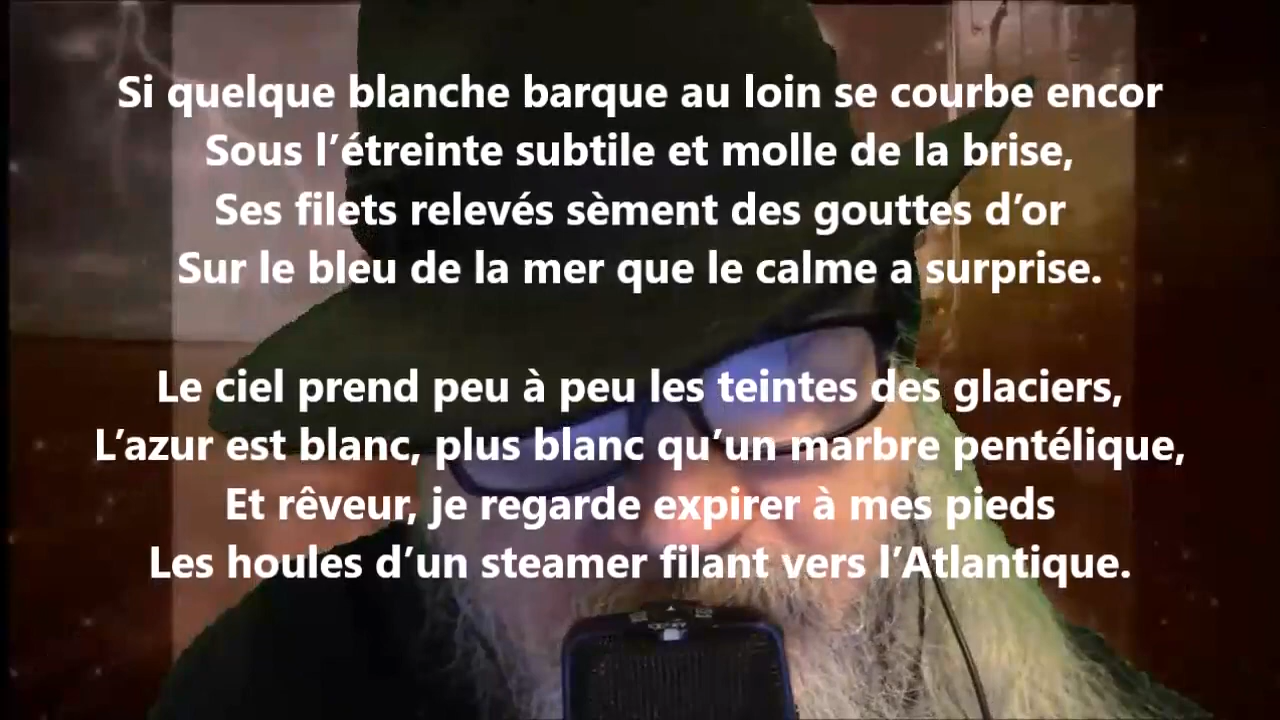 Si quelque blanche barque au loin se courbe encor
Sous l’étreinte subtile et molle de la brise,
Ses filets relevés sèment des gouttes d’or
Sur le bleu de la mer que le calme a surprise.
Le ciel prend peu à peu les teintes des glaciers,
L’azur est blanc, plus blanc qu’un marbre pentélique,
Et rêveur, je regarde expirer à mes pieds
Les houles d’un steamer filant vers l’Atlantique.